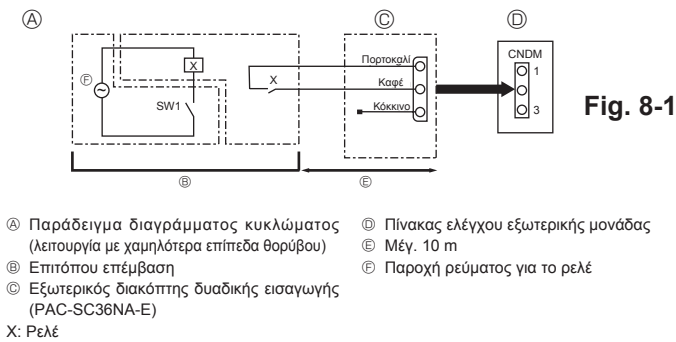 Ⓐ
Ⓒ
Ⓓ
Πορτοκαλί
CNDM
X
X
Καφέ
1
Ⓕ
SW1
Κόκκινο
3
Fig. 8-1
Ⓑ
Ⓔ
Ⓐ Παράδειγμα διαγράμματος κυκλώματος
(λειτουργία με χαμηλότερα επίπεδα θορύβου)
Ⓑ Επιτόπου επέμβαση
Ⓒ Εξωτερικός διακόπτης δυαδικής εισαγωγής
(PAC-SC36NA-E)
X: Ρελέ
Ⓓ Πίνακας ελέγχου εξωτερικής μονάδας
Ⓔ Μέγ. 10 m
Ⓕ Παροχή ρεύματος για το ρελέ